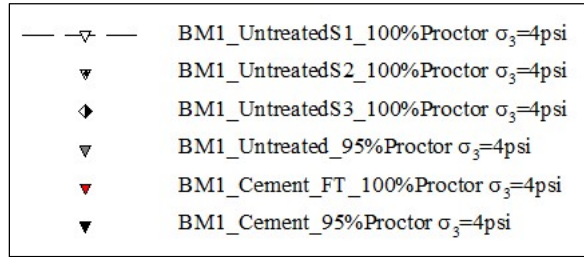 BM1_UntreatedS1_100%Proctor σ₃=4psi
BM1_UntreatedS2_100%Proctor σ₃=4psi
BM1_UntreatedS3_100%Proctor σ₃=4psi
BM1_Untreated_95%Proctor σ₃=4psi
BM1_Cement_FT_100%Proctor σ₃=4psi
BM1_Cement_95%Proctor σ₃=4psi